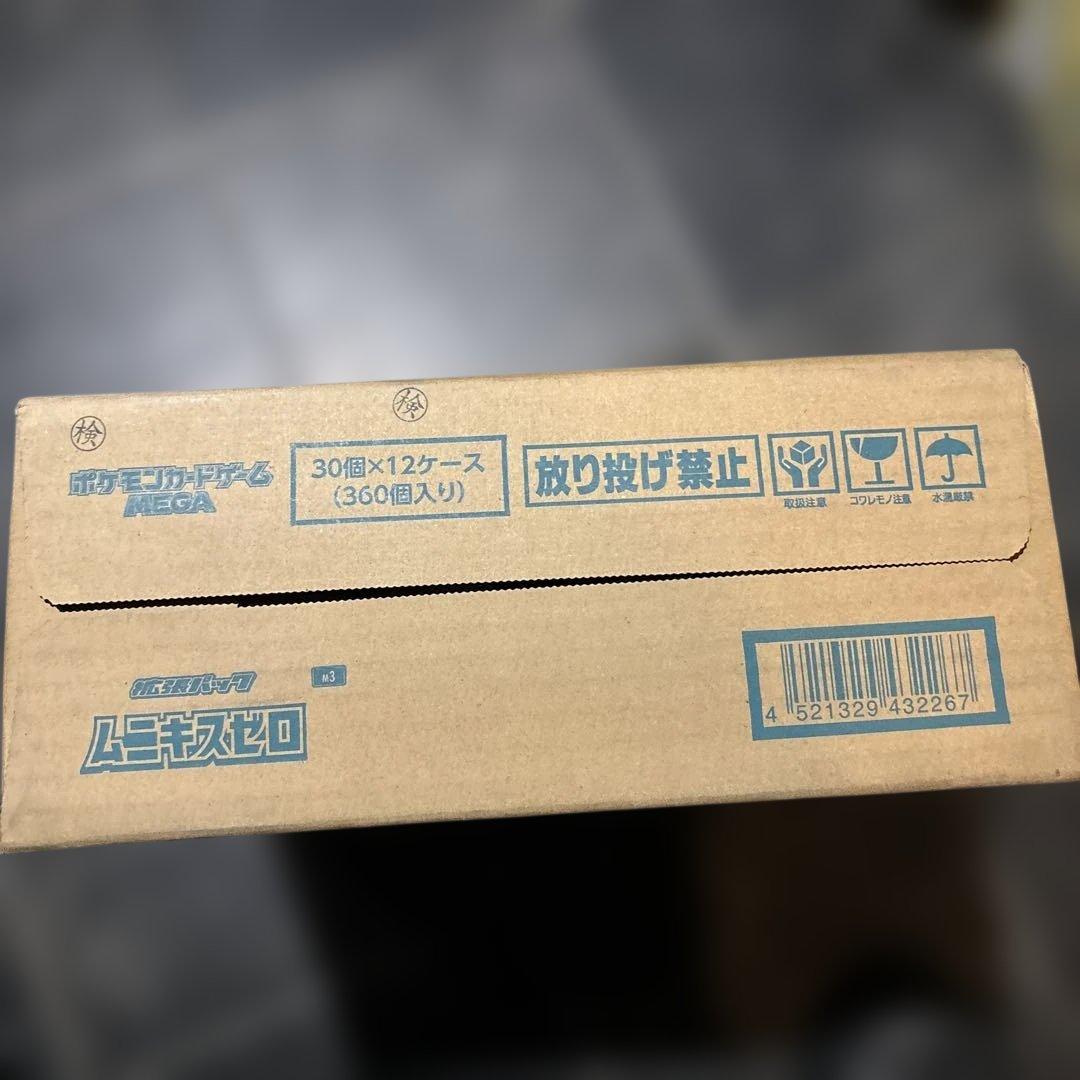 検
検
ポケモンカードゲーム
MEGA
30個×12ケース
(360個入り)
放り投げ禁止
取扱注意
コワレモノ注意
水濡厳禁
拡張パック
M3
ムニキスゼロ
4 521329 432267